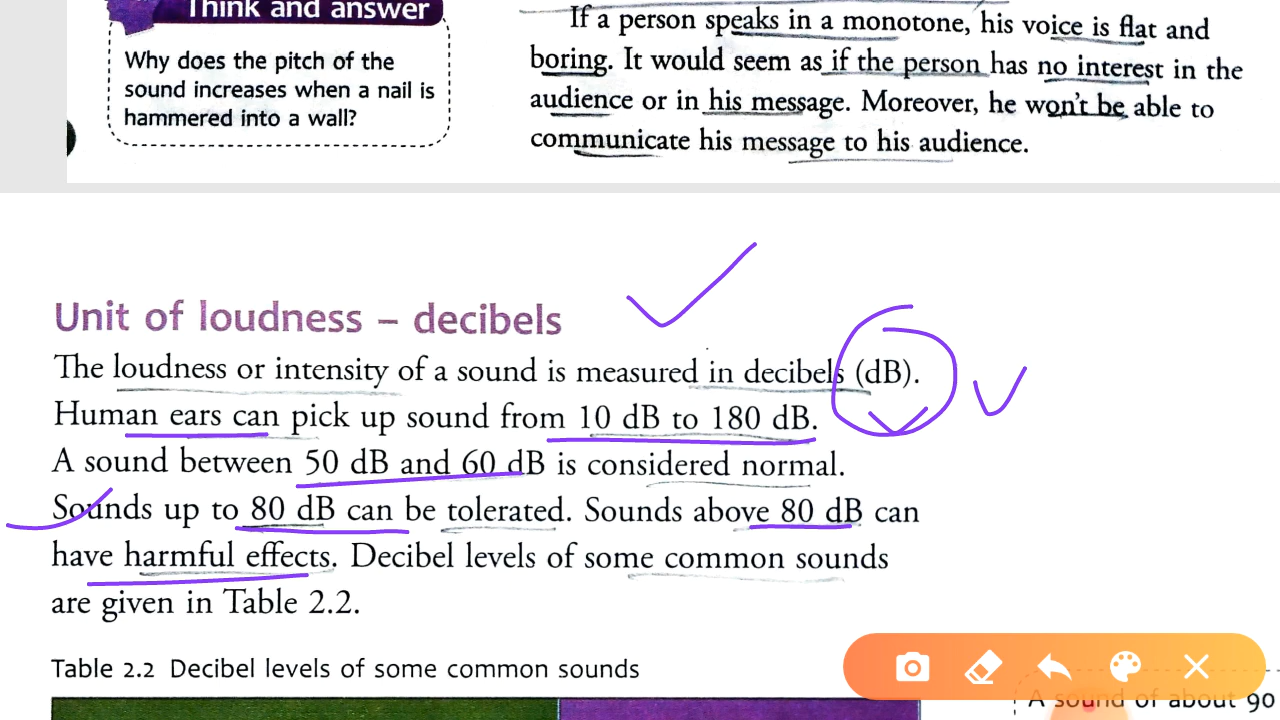 Think and answer
Why does the pitch of the
sound increases when a nail is
hammered into a wall?
If a person speaks in a monotone, his voice is flat and
boring. It would seem as if the person has no interest in the
audience or in his message. Moreover, he won't be able to
communicate his message to his audience.
Unit of loudness – decibels
The loudness or intensity of a sound is measured in decibels (dB).
Human ears can pick up sound from 10 dB to 180 dB.
A sound between 50 dB and 60 dB is considered normal.
Sounds up to 80 dB can be tolerated. Sounds above 80 dB can
have harmful effects. Decibel levels of some common sounds
are given in Table 2.2.
Table 2.2 Decibel levels of some common sounds
A sound of about 90